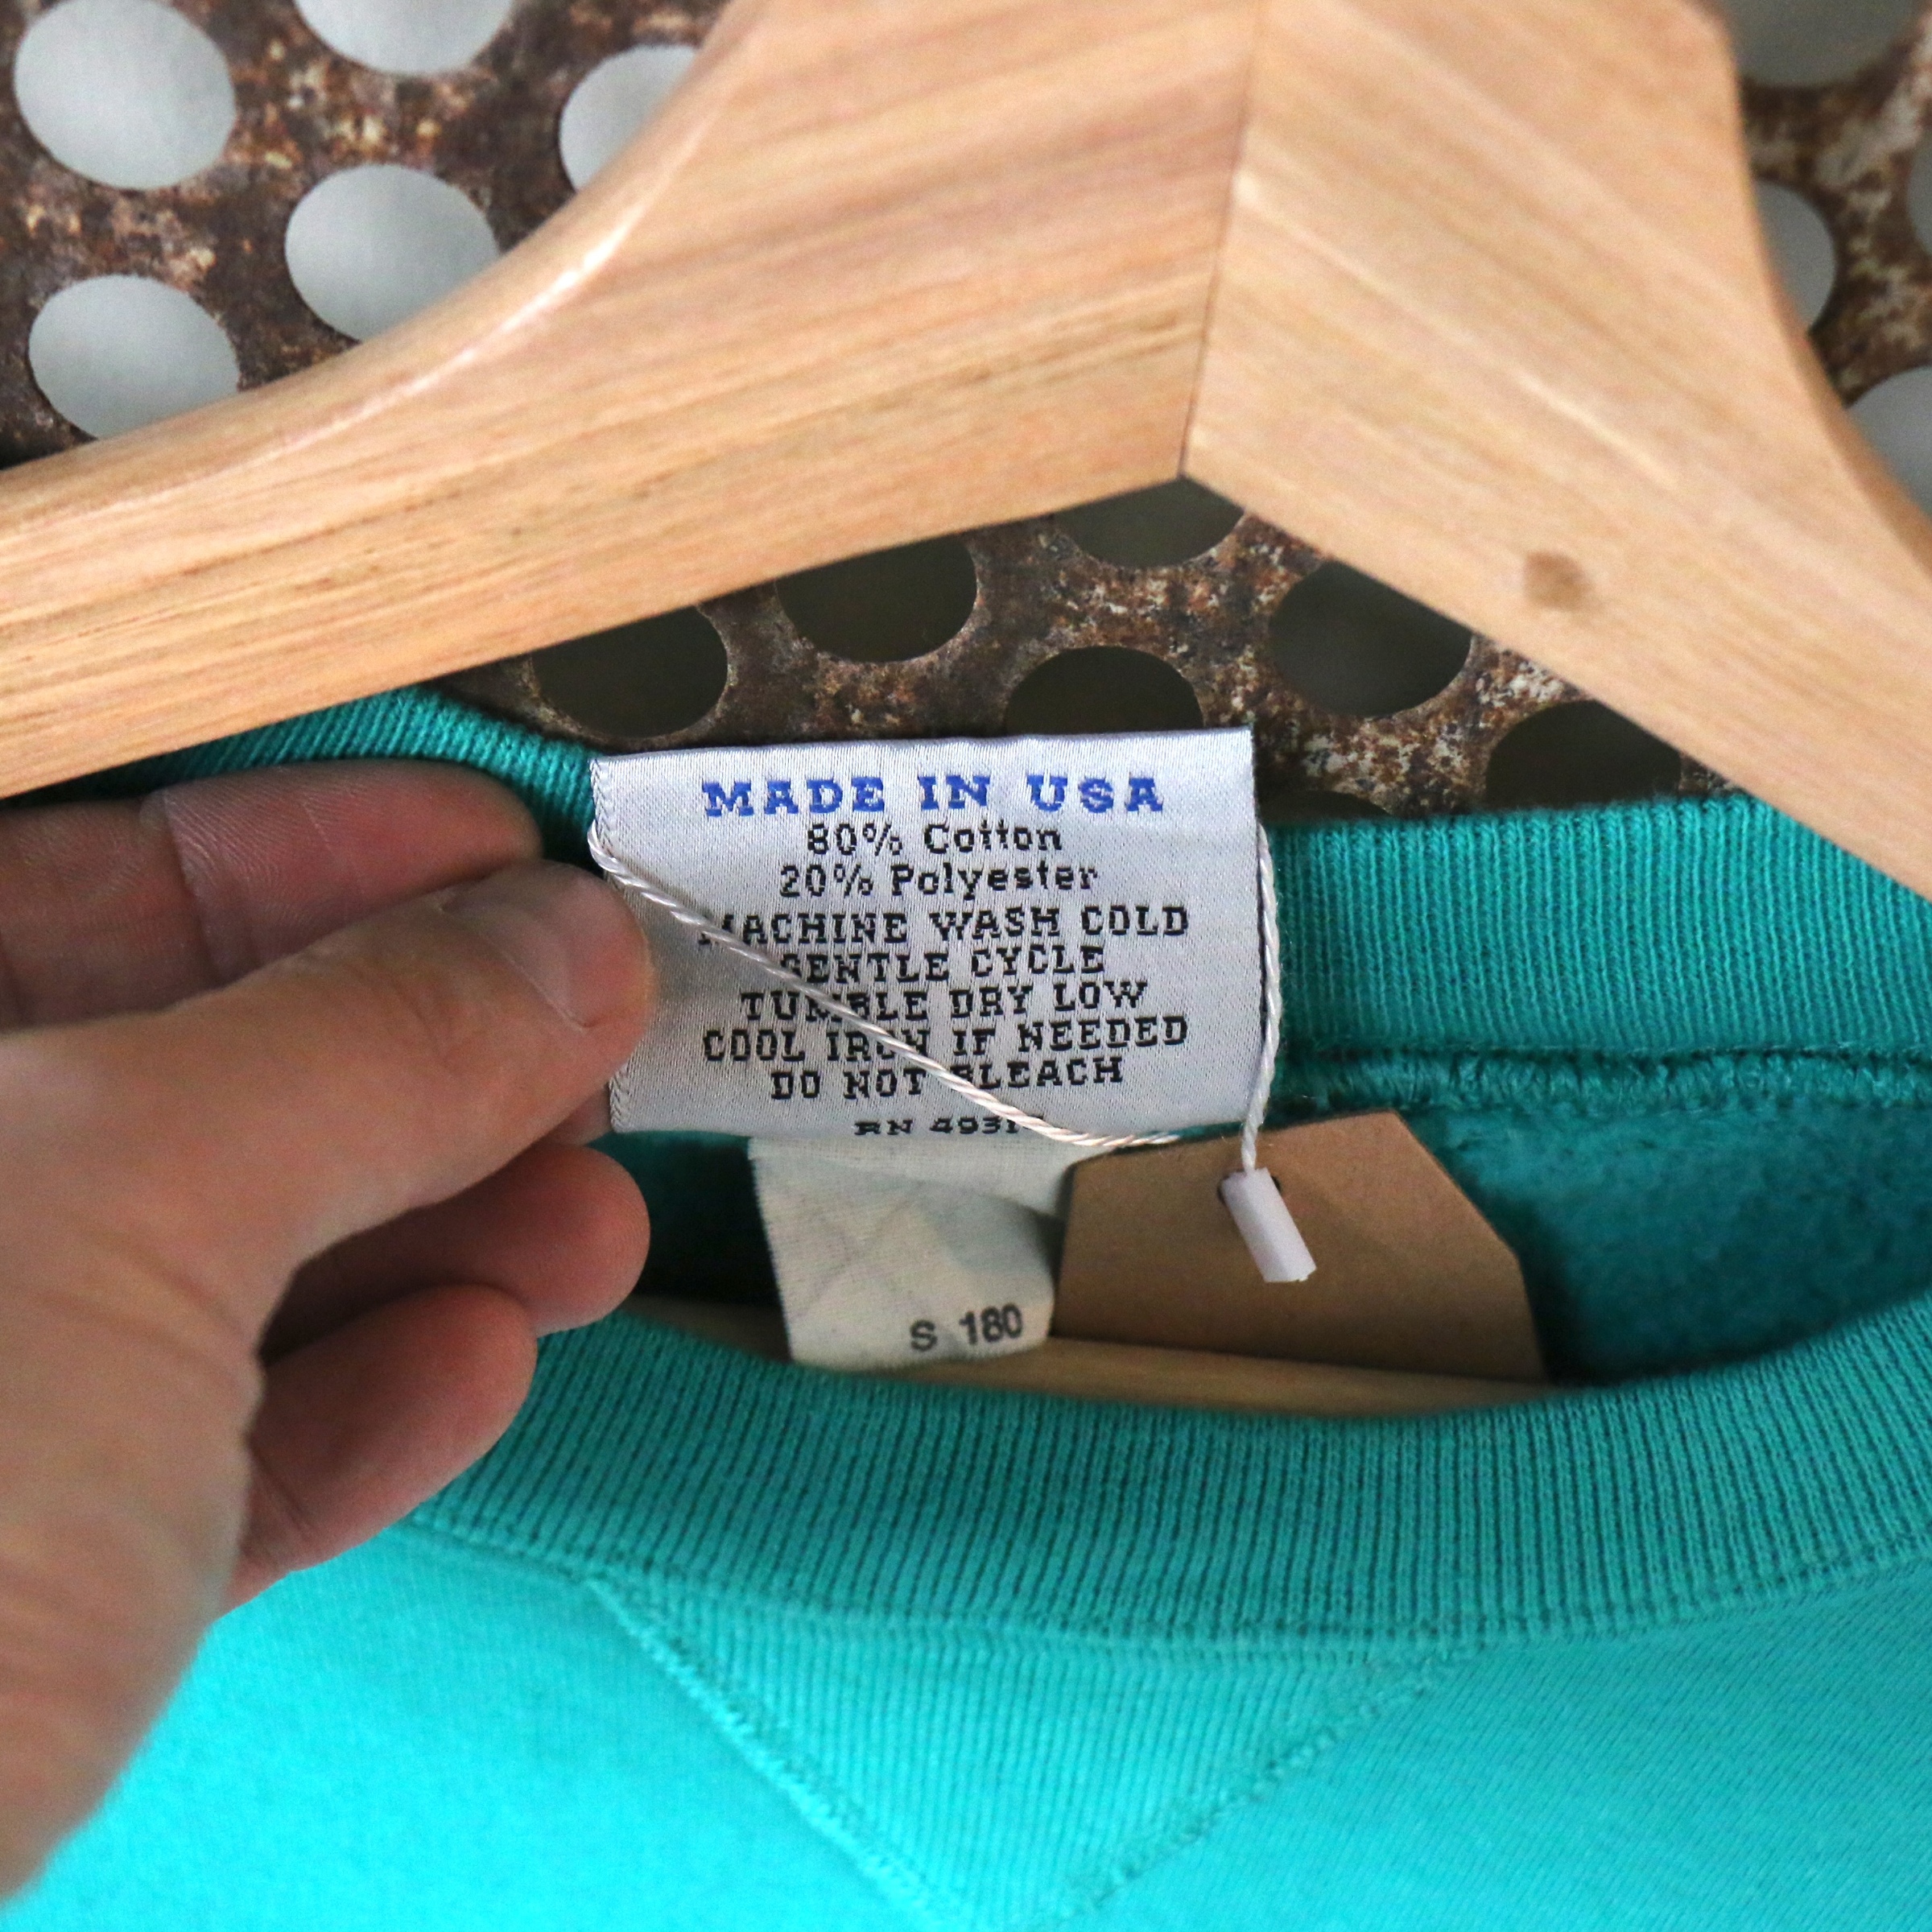 MADE IN USA
80% Cotton
20% Polyester
MACHINE WASH COLD
GENTLE CYCLE
TUMBLE DRY LOW
COOL IRON IF NEEDED
DO NOT BLEACH
RN
S 180